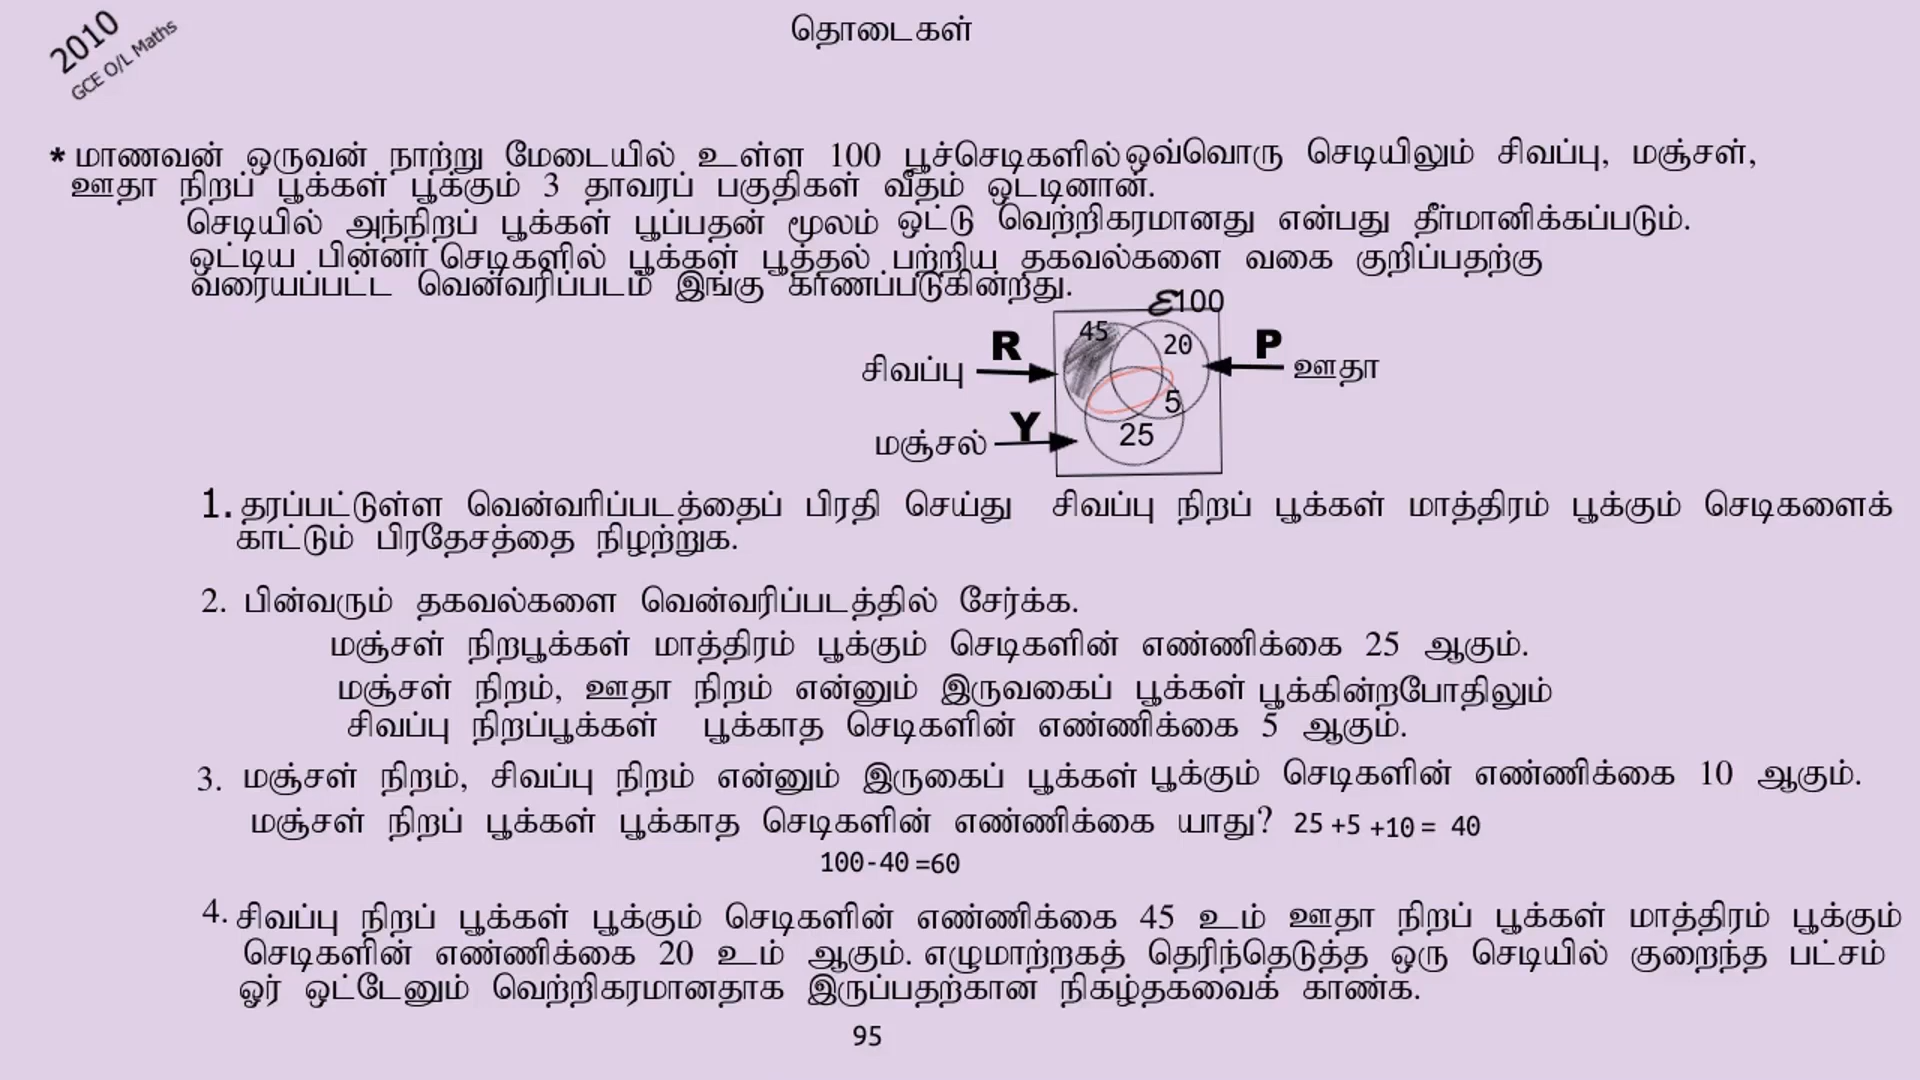 2010
GCE O/L Maths
தொடைகள்
* மாணவன் ஒருவன் நாற்று மேடையில் உள்ள 100 பூச்செடிகளில் ஒவ்வொரு செடியிலும் சிவப்பு, மஞ்சள்,
ஊதா நிறப் பூக்கள் பூக்கும் 3 தாவரப் பகுதிகள் வீதம் ஒட்டினான்.
செடியில் அந்நிறப் பூக்கள் பூப்பதன் மூலம் ஒட்டு வெற்றிகரமானது என்பது தீர்மானிக்கப்படும்.
ஒட்டிய பின்னர் செடிகளில் பூக்கள் பூத்தல் பற்றிய தகவல்களை வகை குறிப்பதற்கு
வரையப்பட்ட வென்வரிப்படம் இங்கு காணப்படுகின்றது.
ε100
45
20
R
P
சிவப்பு
ஊதா
5
Y
25
மஞ்சல்
1. தரப்பட்டுள்ள வென்வரிப்படத்தைப் பிரதி செய்து சிவப்பு நிறப் பூக்கள் மாத்திரம் பூக்கும் செடிகளைக்
காட்டும் பிரதேசத்தை நிழற்றுக.
2. பின்வரும் தகவல்களை வென்வரிப்படத்தில் சேர்க்க.
மஞ்சள் நிறபூக்கள் மாத்திரம் பூக்கும் செடிகளின் எண்ணிக்கை 25 ஆகும்.
மஞ்சள் நிறம், ஊதா நிறம் என்னும் இருவகைப் பூக்கள் பூக்கின்றபோதிலும்
சிவப்பு நிறப்பூக்கள் பூக்காத செடிகளின் எண்ணிக்கை 5 ஆகும்.
3. மஞ்சள் நிறம், சிவப்பு நிறம் என்னும் இருகைப் பூக்கள் பூக்கும் செடிகளின் எண்ணிக்கை 10 ஆகும்.
மஞ்சள் நிறப் பூக்கள் பூக்காத செடிகளின் எண்ணிக்கை யாது? 25 +5 +10 = 40
100-40 =60
4. சிவப்பு நிறப் பூக்கள் பூக்கும் செடிகளின் எண்ணிக்கை 45 உம் ஊதா நிறப் பூக்கள் மாத்திரம் பூக்கும்
செடிகளின் எண்ணிக்கை 20 உம் ஆகும். எழுமாற்றகத் தெரிந்தெடுத்த ஒரு செடியில் குறைந்த பட்சம்
ஓர் ஒட்டேனும் வெற்றிகரமானதாக இருப்பதற்கான நிகழ்தகவைக் காண்க.
95